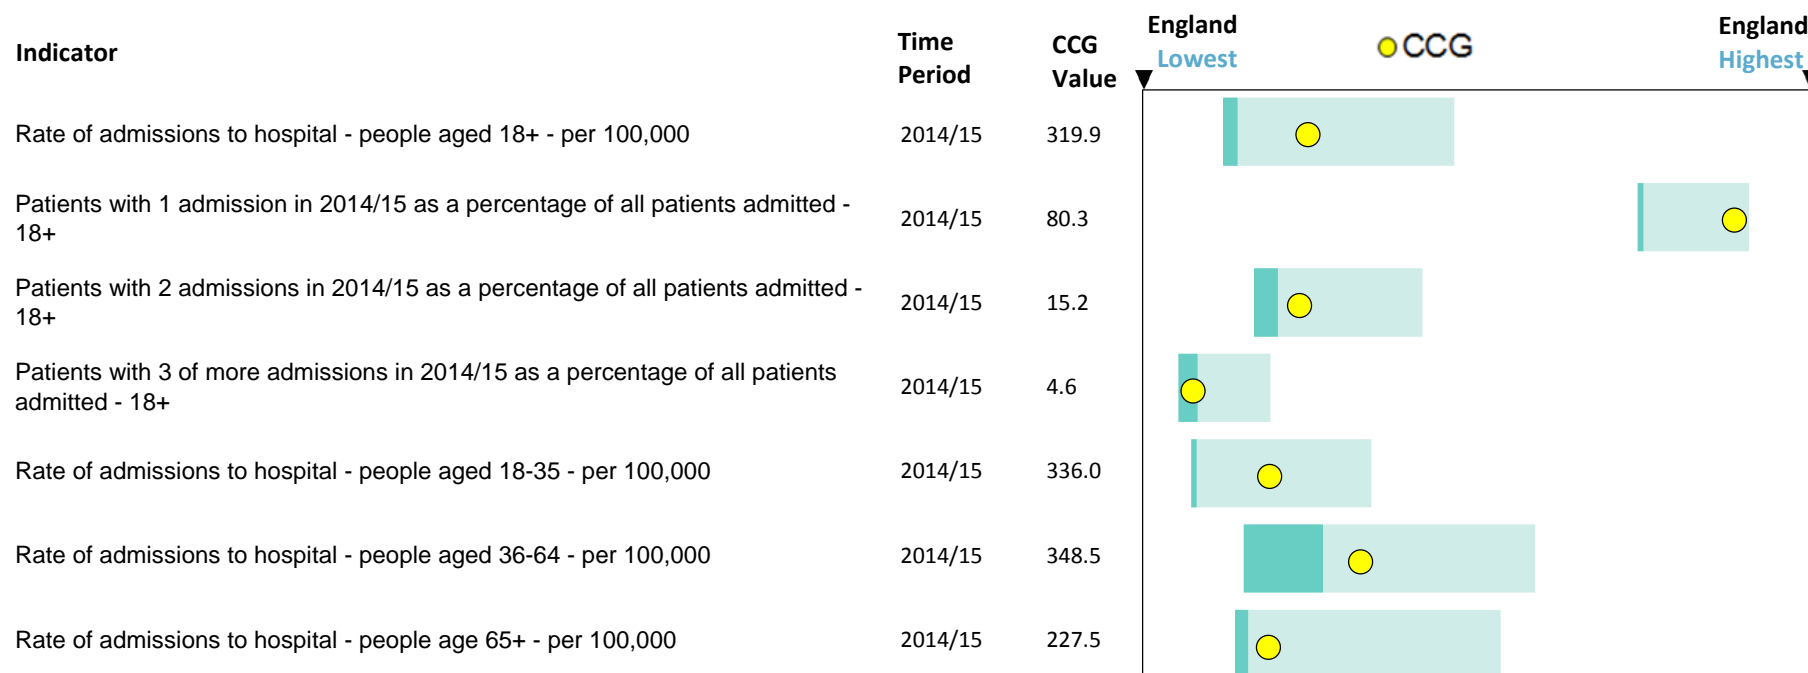 Indicator
Time
Period
CCG
Value
England
Lowest
CCG
England
Highest
Rate of admissions to hospital - people aged 18+ - per 100,000 2014/15 319.9
Patients with 1 admission in 2014/15 as a percentage of all patients admitted -
18+ 2014/15 80.3
Patients with 2 admissions in 2014/15 as a percentage of all patients admitted -
18+ 2014/15 15.2
Patients with 3 of more admissions in 2014/15 as a percentage of all patients
admitted - 18+ 2014/15 4.6
Rate of admissions to hospital - people aged 18-35 - per 100,000 2014/15 336.0
Rate of admissions to hospital - people aged 36-64 - per 100,000 2014/15 348.5
Rate of admissions to hospital - people age 65+ - per 100,000 2014/15 227.5